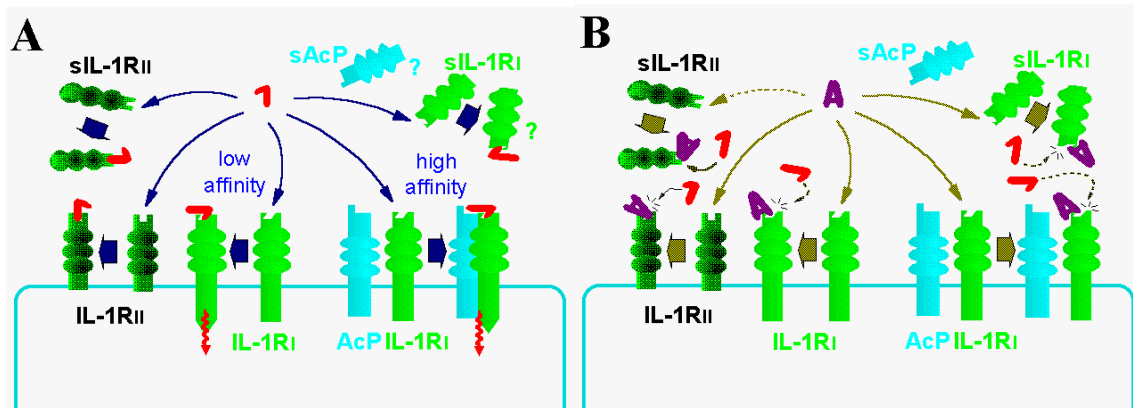 A
sIL-1RII
sAcP
?
sIL-1RI
?
low
affinity
high
affinity
IL-1RII
IL-1RI
AcP IL-1RI
B
sIL-1RII
sAcP
sIL-1RI
A
A
A
A
A
A
IL-1RII
IL-1RI
AcP IL-1RI